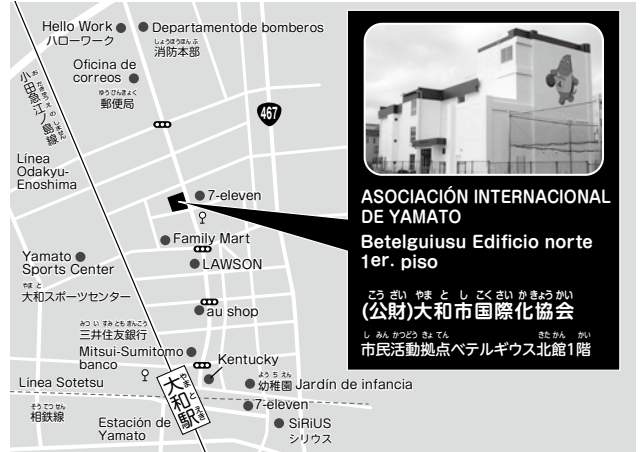 Hello Work
ハローワーク
Departamentode bomberos
しょうぼうほんぶ
消防本部
Oficina de
correos
ゆうびんきょく
郵便局
お だきゅう え の しません
小田急江ノ島線
467
Línea
Odakyu-
Enoshima
7-eleven
Family Mart
LAWSON
Yamato
Sports Center
やま と
大和スポーツセンター
au shop
みつ い すみとも ぎんこう
三井住友銀行
Mitsui-Sumitomo
banco
Kentucky
よう ち えん
幼稚園 Jardín de infancia
Línea Sotetsu
そうてつせん
相鉄線
やまと えき
大和駅
Estación de
Yamato
7-eleven
SiRiUS
シリウス
ASOCIACIÓN INTERNACIONAL
DE YAMATO
Betelguiusu Edificio norte
1er. piso
こう ざい やま と し こくさい か きょうかい
(公財)大和市国際化協会
し みん かつどう きょ てん きたかん かい
市民活動拠点ベテルギウス北館1階